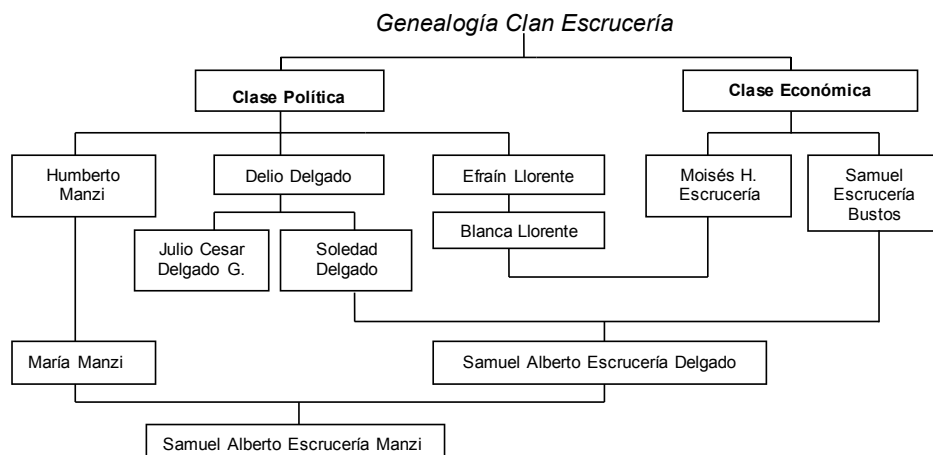 Genealogía Clan Escrucería
Clase Política
Clase Económica
Humberto
Manzi
Delio Delgado
Efraín Llorente
Moisés H.
Escrucería
Samuel
Escrucería
Bustos
Julio Cesar
Delgado G.
Soledad
Delgado
Blanca Llorente
María Manzi
Samuel Alberto Escrucería Delgado
Samuel Alberto Escrucería Manzi